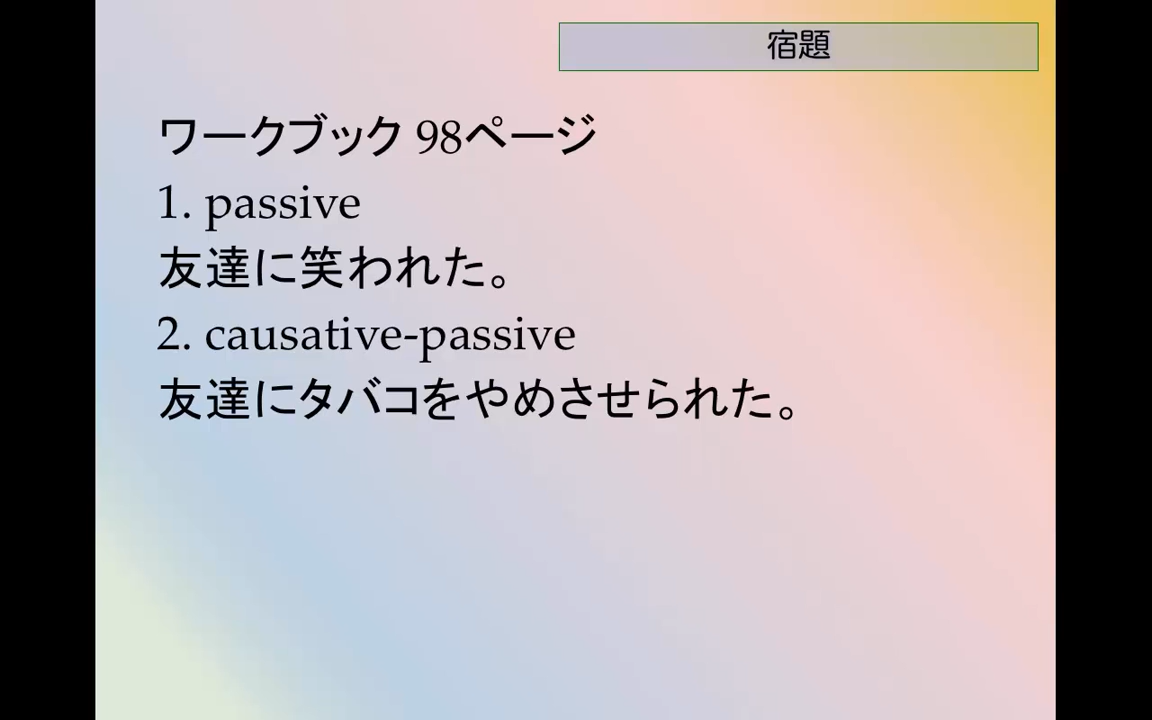 宿題
ワークブック 98ページ
1. passive
友達に笑われた。
2. causative-passive
友達にタバコをやめさせられた。